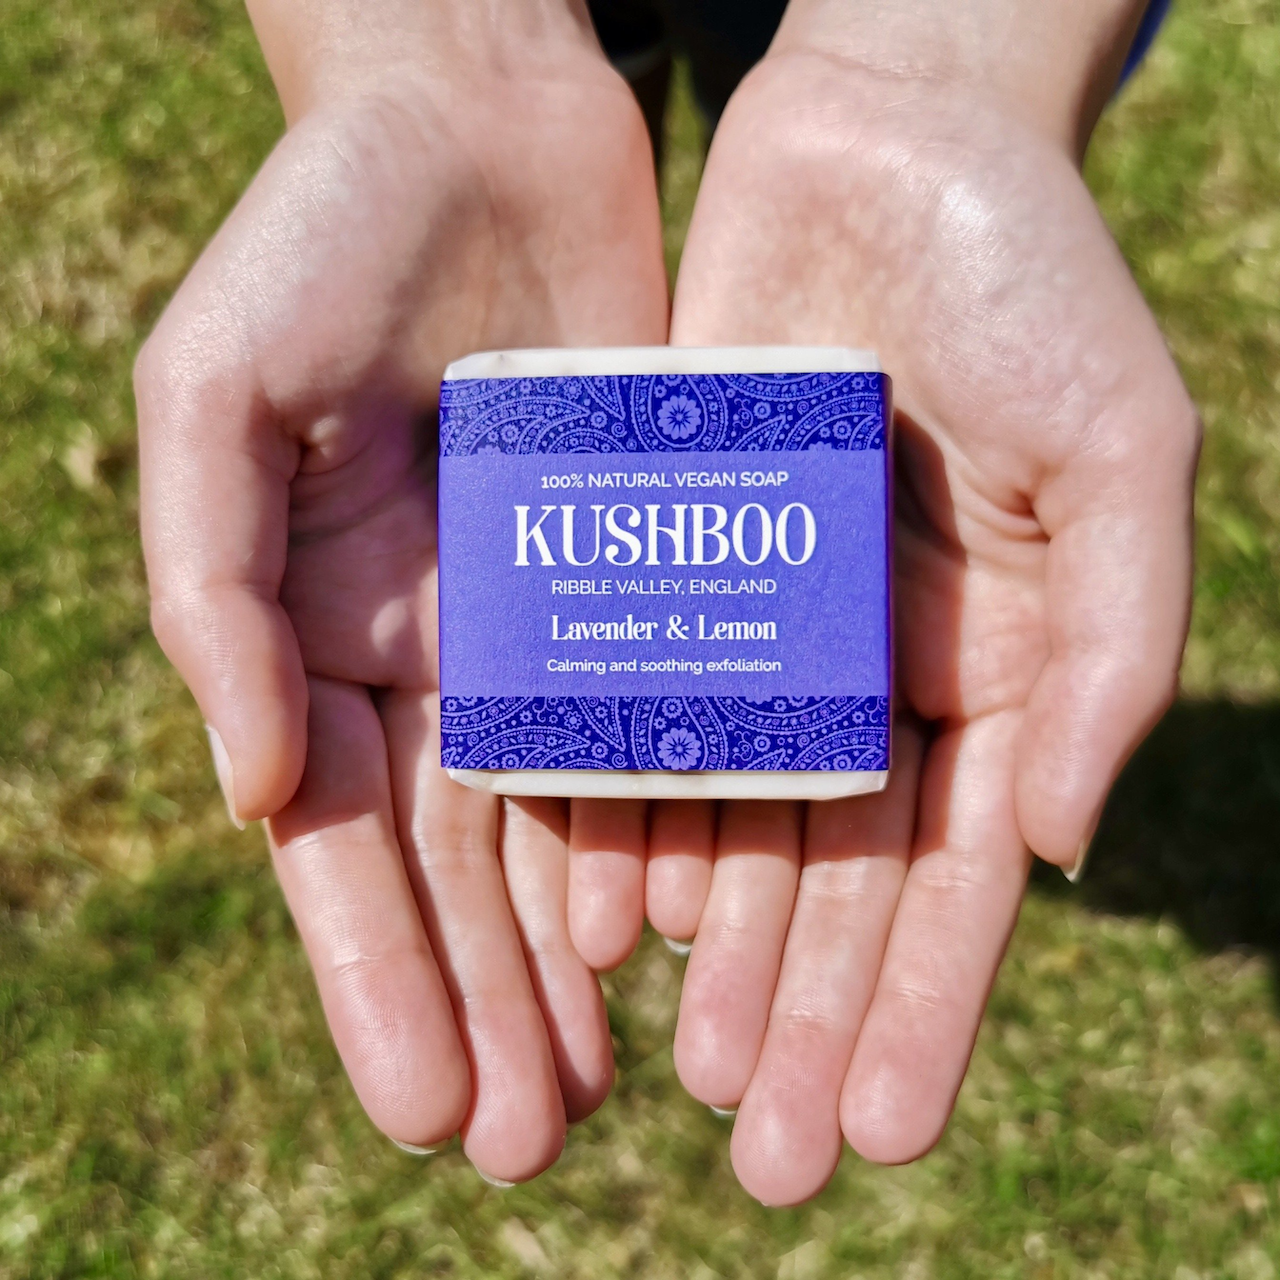 100% NATURAL VEGAN SOAP
KUSHBOO
RIBBLE VALLEY, ENGLAND
Lavender & Lemon
Calming and soothing exfoliation